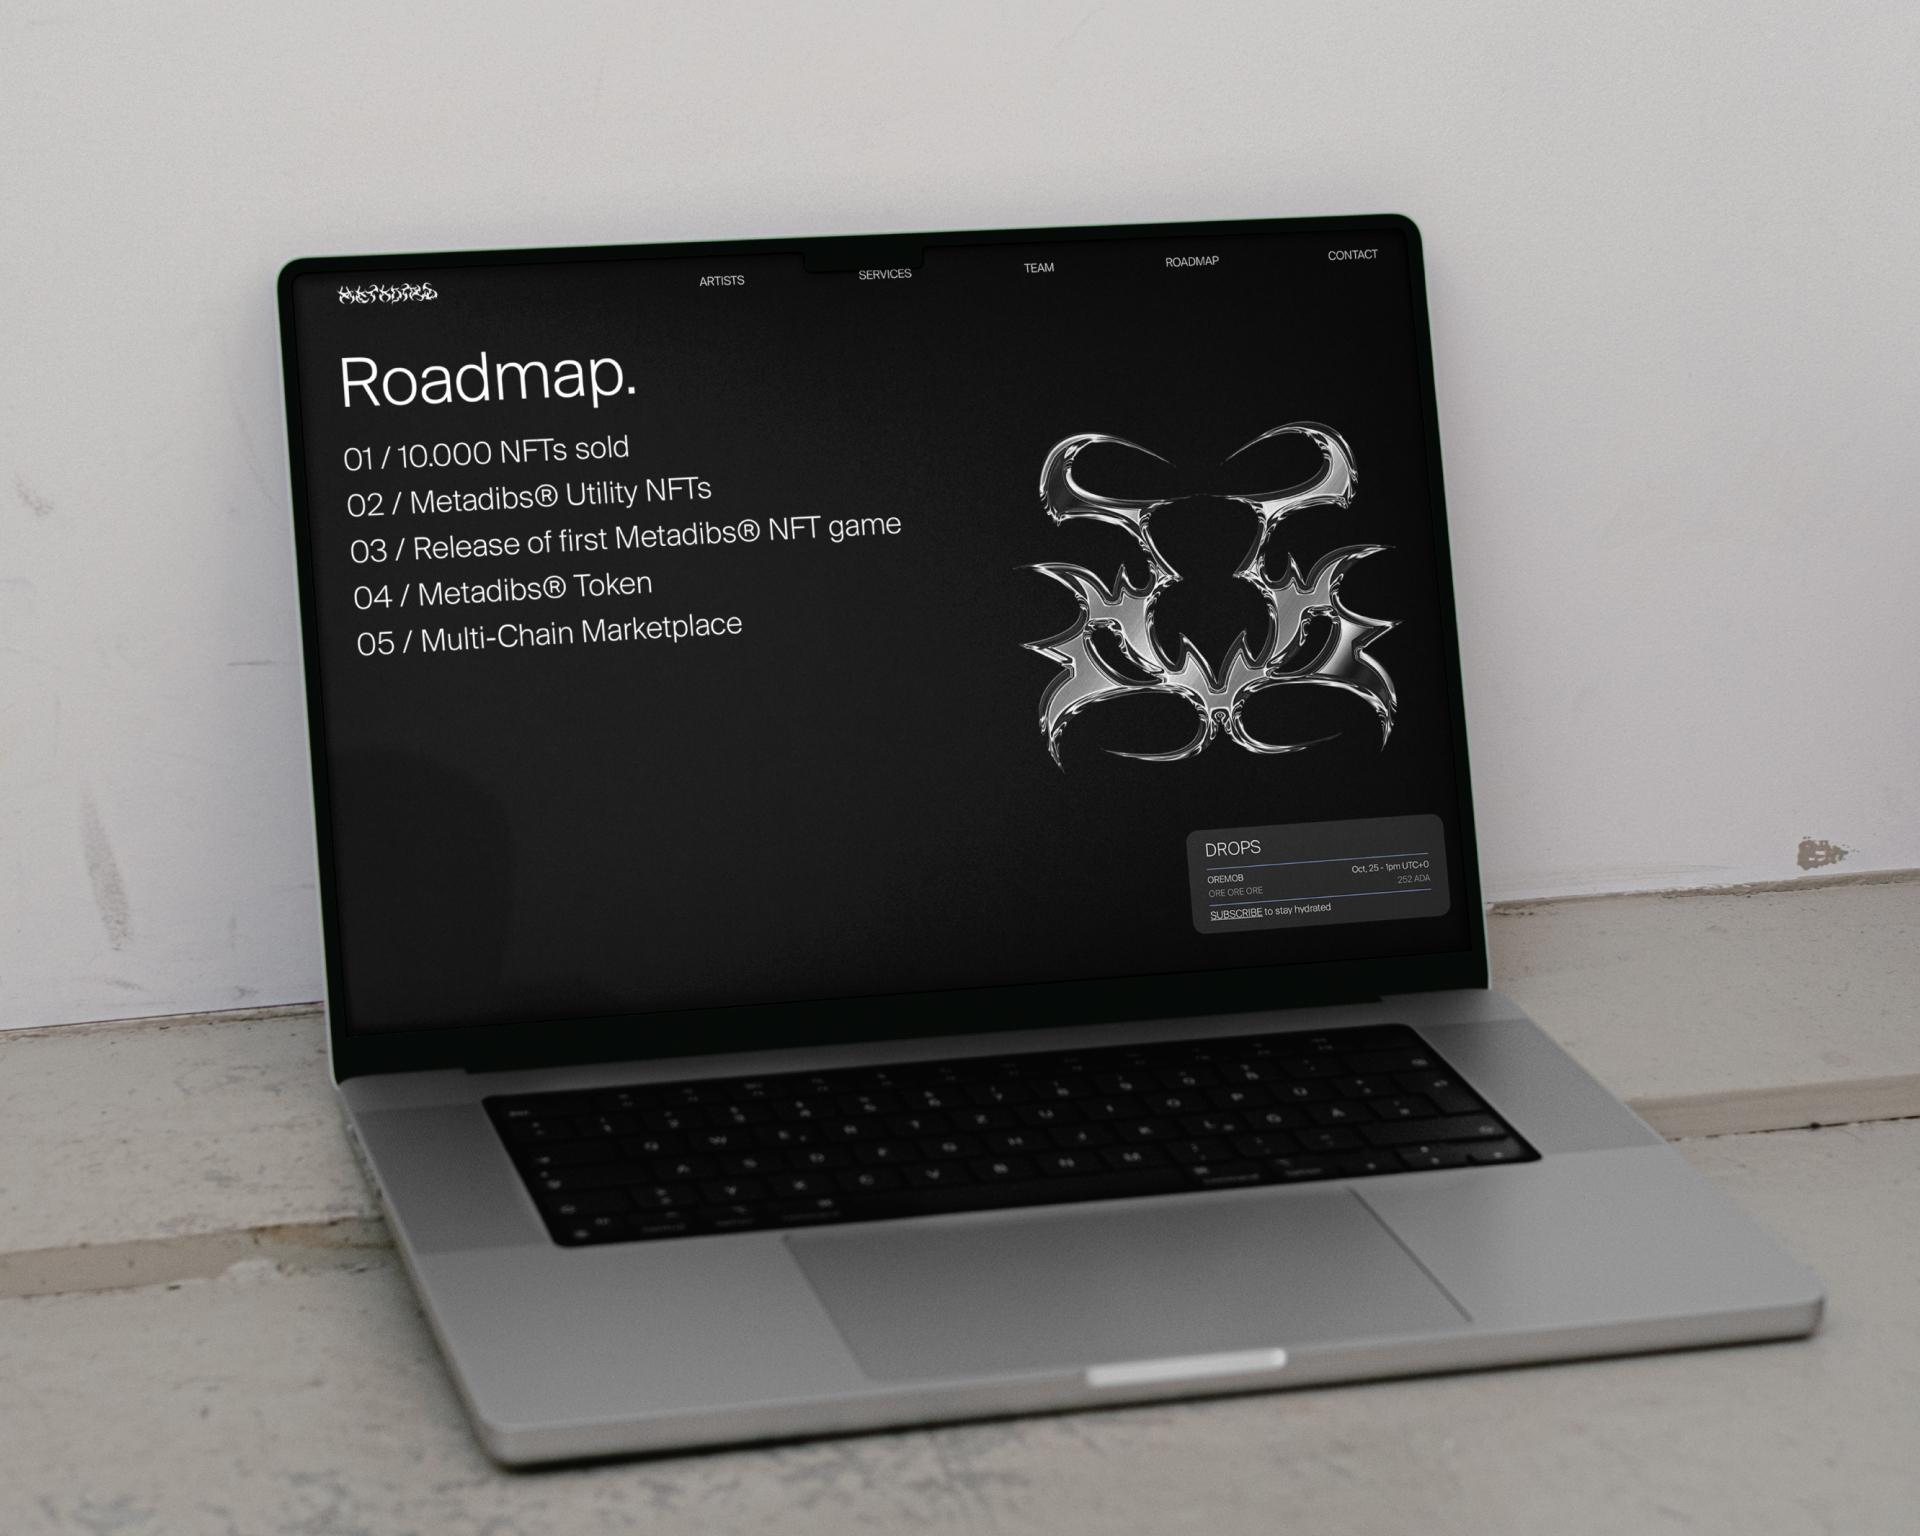 METADIBS
ARTISTS
SERVICES
TEAM
ROADMAP
CONTACT
Roadmap.
01 / 10.000 NFTs sold
02 / Metadibs® Utility NFTs
03 / Release of first Metadibs® NFT game
04 / Metadibs® Token
05 / Multi-Chain Marketplace
DROPS
OREMOB
Oct, 25 - 1pm UTC+0
ORE ORE ORE
252 ADA
SUBSCRIBE to stay hydrated